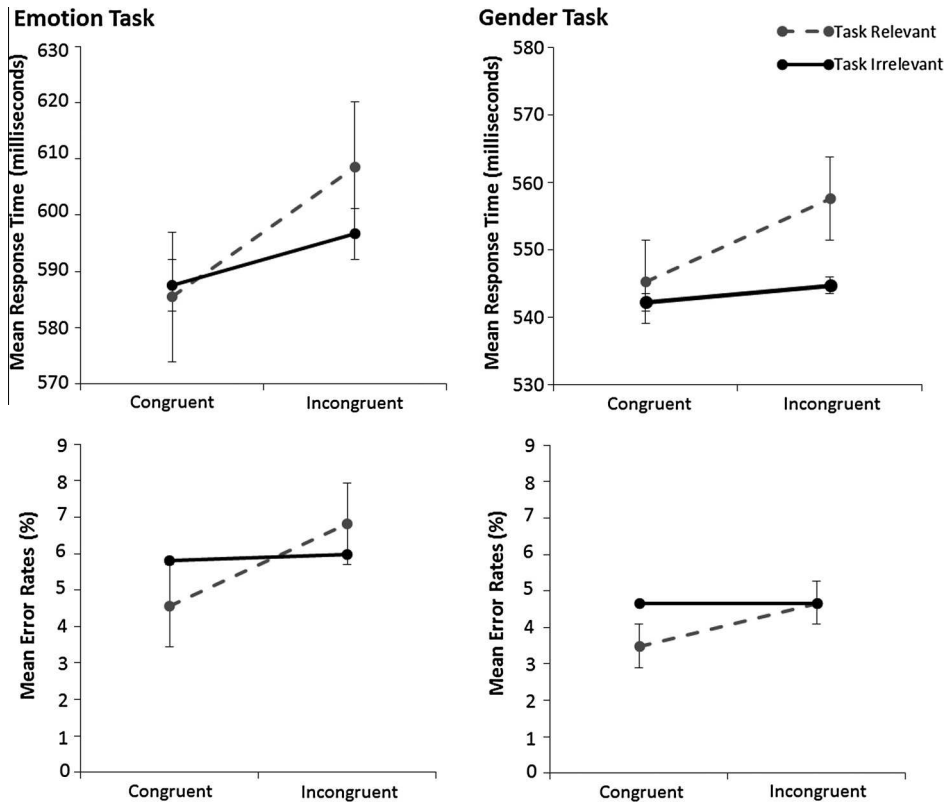 Emotion Task
Gender Task
Task Relevant
Task Irrelevant
Mean Response Time (milliseconds)
630
620
610
600
590
580
570
Congruent
Incongruent
Mean Response Time (milliseconds)
580
570
560
550
540
530
Congruent
Incongruent
Mean Error Rates (%)
9
8
7
6
5
4
3
2
1
0
Congruent
Incongruent
Mean Error Rates (%)
9
8
7
6
5
4
3
2
1
0
Congruent
Incongruent